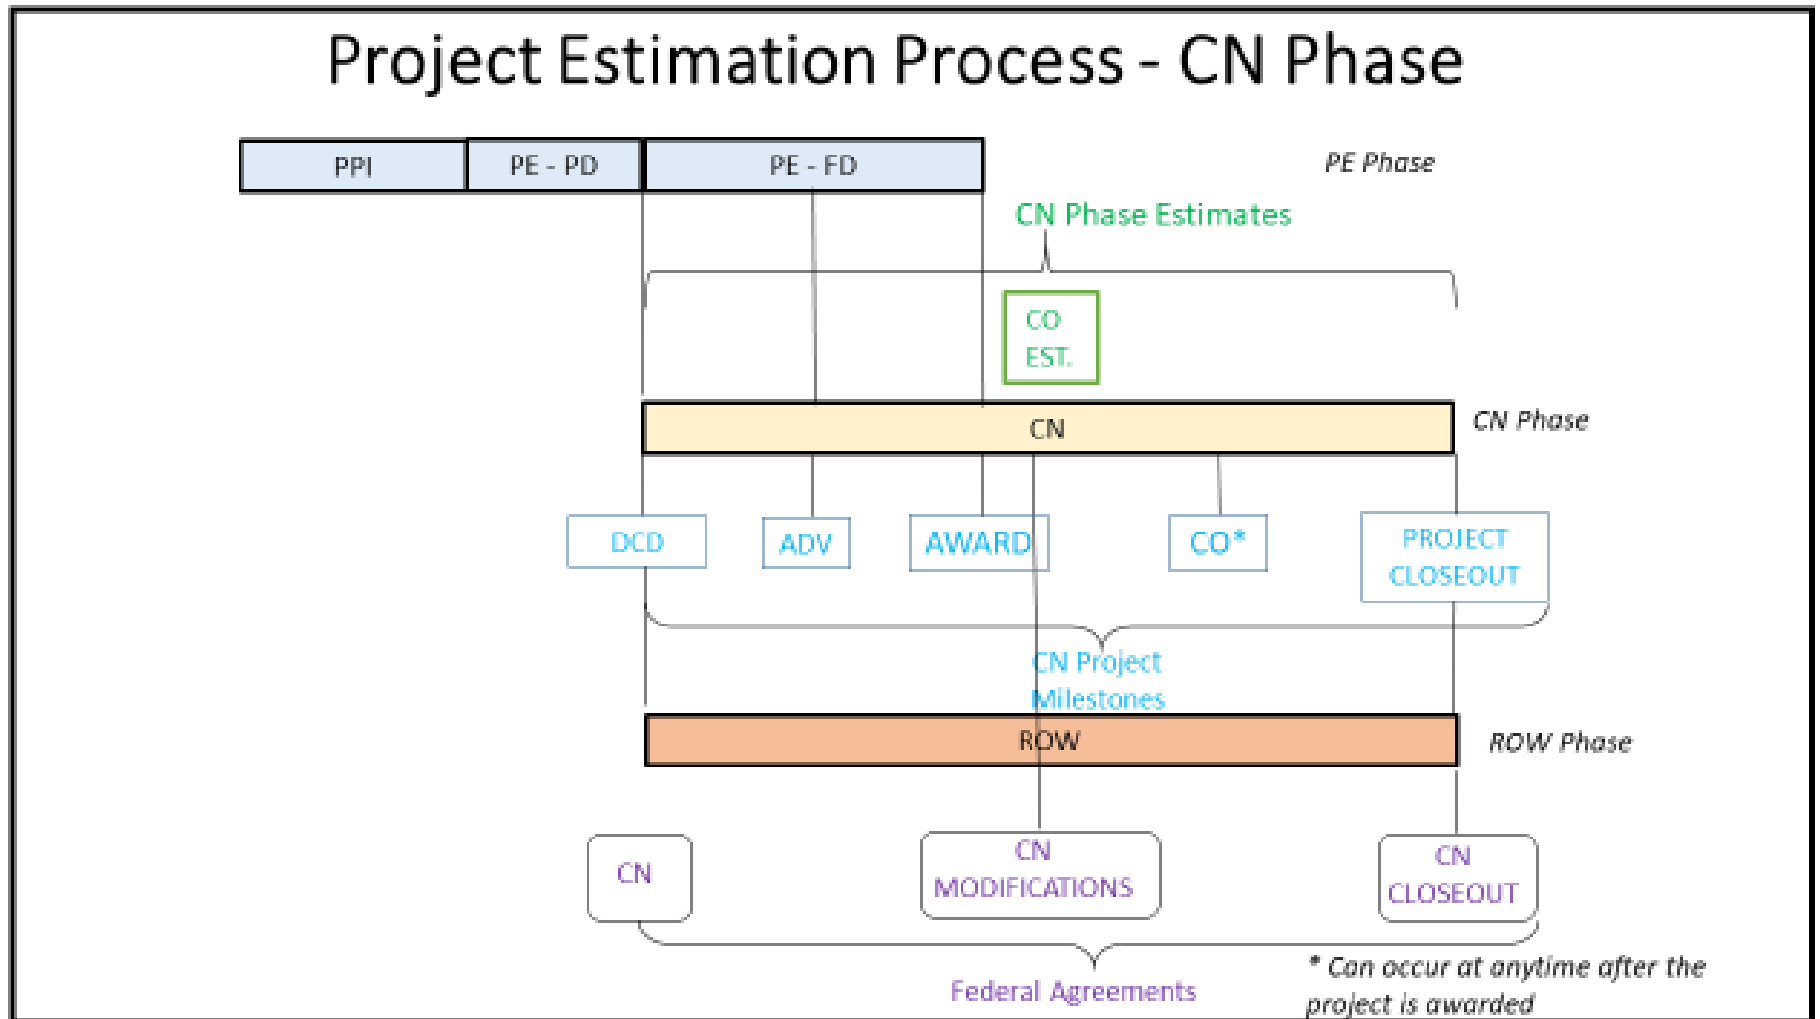 Project Estimation Process - CN Phase
PPI
PE - PD
PE - FD
PE Phase
CN Phase Estimates
CO
EST.
CN
CN Phase
DCD
ADV
AWARD
CO*
PROJECT
CLOSEOUT
CN Project
Milestones
ROW
ROW Phase
CN
CN
MODIFICATIONS
CN
CLOSEOUT
Federal Agreements
* Can occur at anytime after the
project is awarded